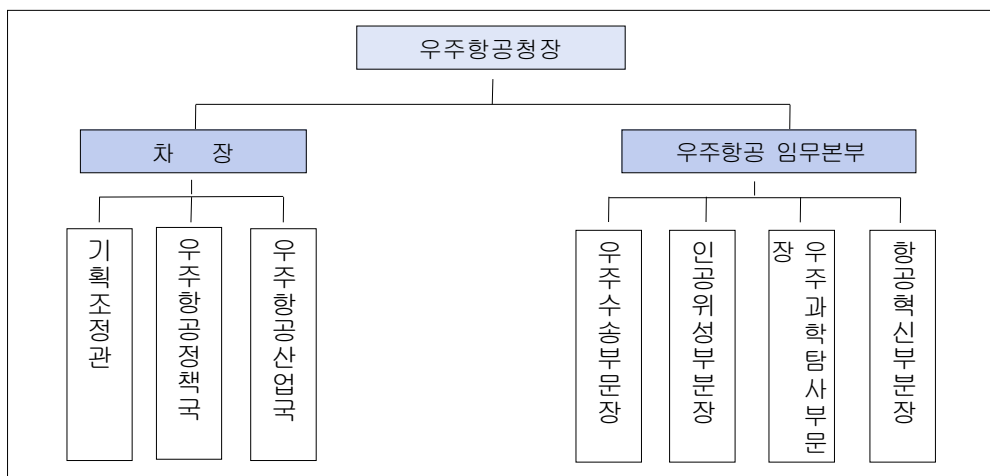 우주항공청장
차 장
우주항공 임무본부
기획조정관
우주항공정책국
우주항공산업국
우주수송부문장
인공위성부분장
우주과학탐사부문
장
항공혁신부분장